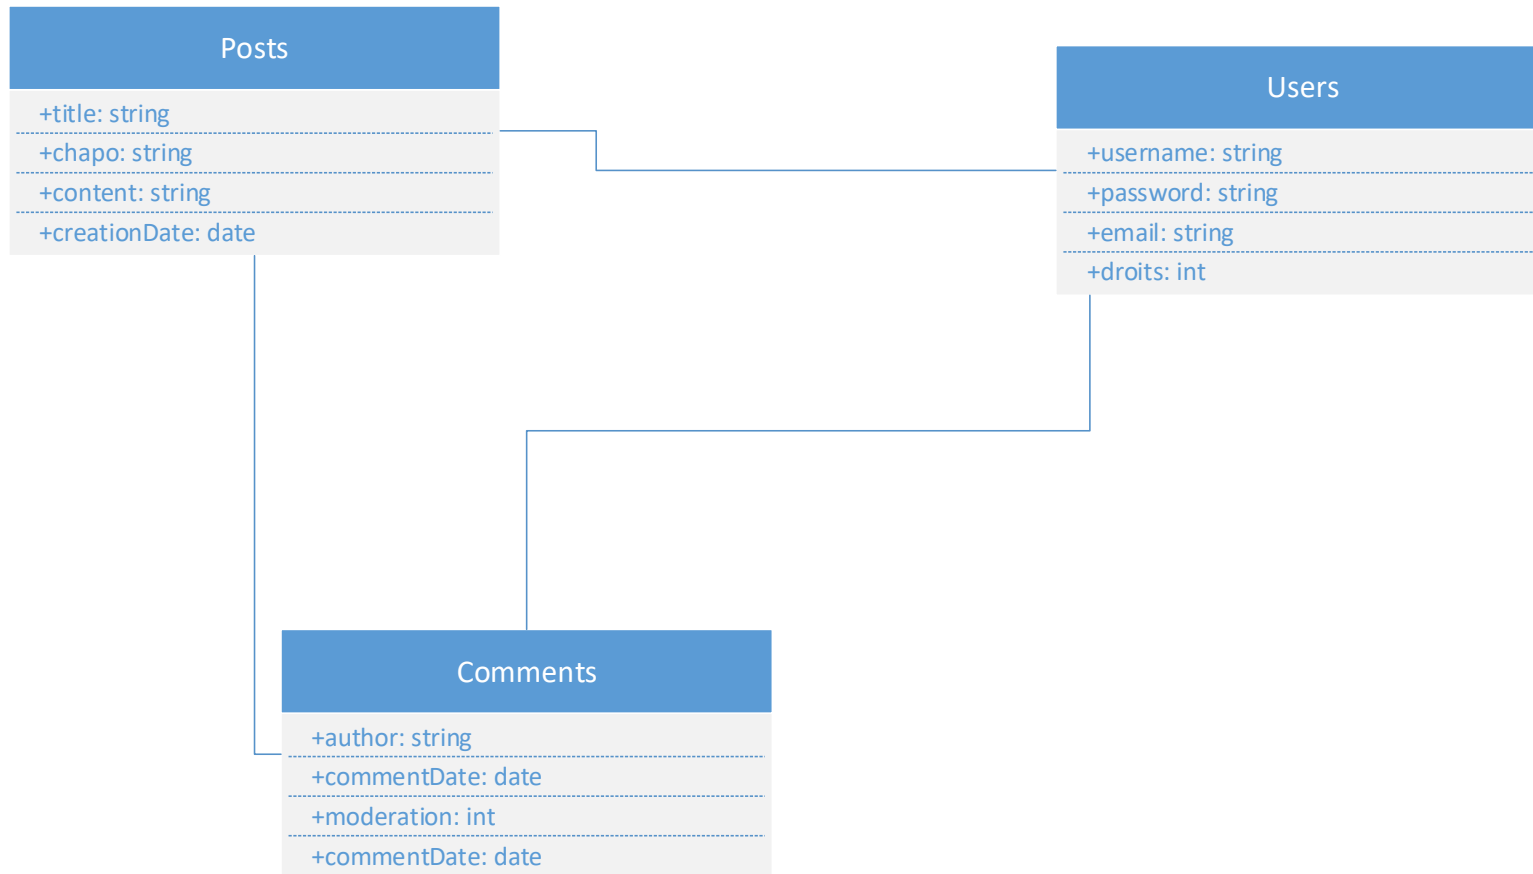 Posts
+title: string
+chapo: string
+content: string
+creationDate: date
Users
+username: string
+password: string
+email: string
+droits: int
Comments
+author: string
+commentDate: date
+moderation: int
+commentDate: date